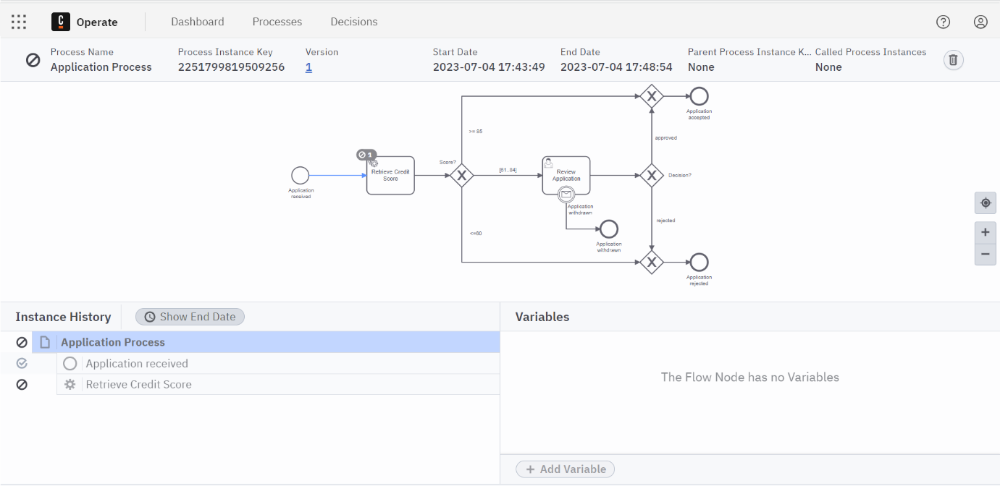 C Operate Dashboard Processes Decisions
Process Name Process Instance Key Version Start Date End Date Parent Process Instance K... Called Process Instances
Application Process 2251799819509256 1 2023-07-04 17:43:49 2023-07-04 17:48:54 None None
Application
accepted
>= 85
approved
1
Retrieve Credit
Score
Score?
[61..84]
Review
Application
Decision?
Application
received
Application
withdrawn
rejected
<=60
Application
withdrawn
Application
rejected
Instance History Show End Date Variables
Application Process
Application received
Retrieve Credit Score
The Flow Node has no Variables
+ Add Variable